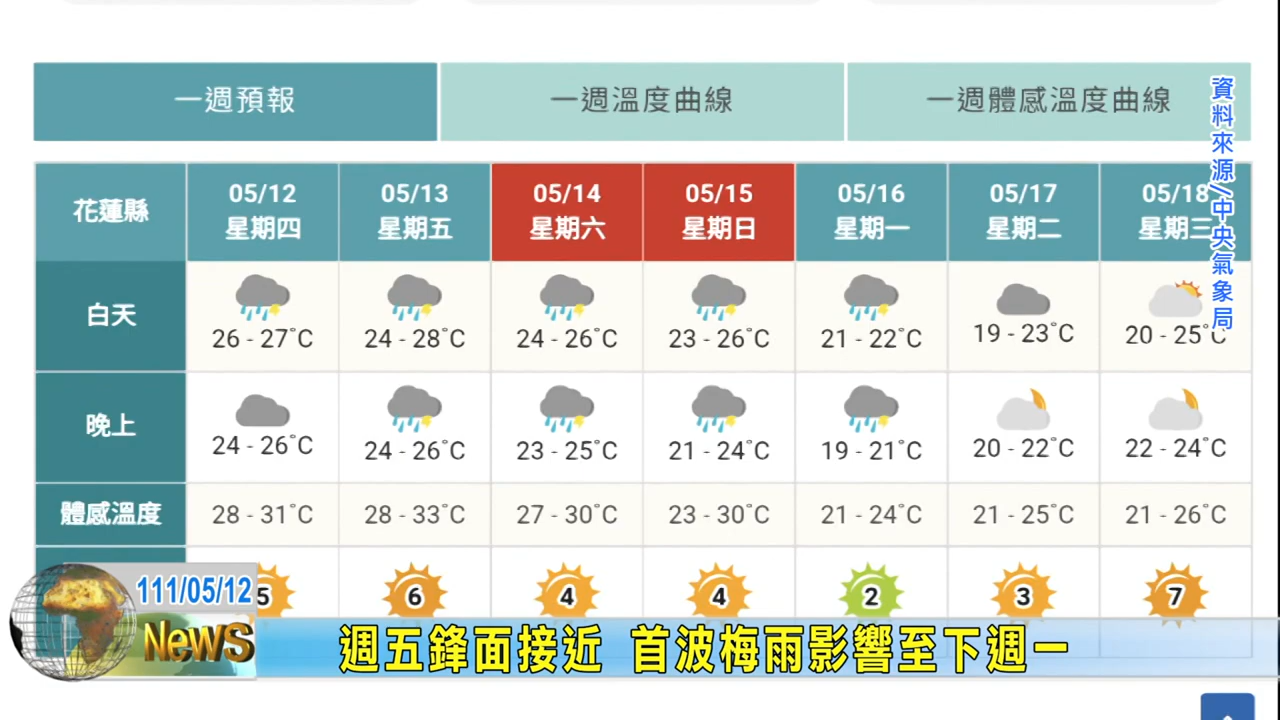 一週預報
一週溫度曲線
一週體感溫度曲線
資料來源/中央氣象局
花蓮縣
05/12 星期四
05/13 星期五
05/14 星期六
05/15 星期日
05/16 星期一
05/17 星期二
05/18 星期三
白天
26 - 27°C
24 - 28°C
24 - 26°C
23 - 26°C
21 - 22°C
19 - 23°C
20 - 25°C
晚上
24 - 26°C
24 - 26°C
23 - 25°C
21 - 24°C
19 - 21°C
20 - 22°C
22 - 24°C
體感溫度
28 - 31°C
28 - 33°C
27 - 30°C
23 - 30°C
21 - 24°C
21 - 25°C
21 - 26°C
5
6
4
4
2
3
7
111/05/12
NewS
週五鋒面接近 首波梅雨影響至下週一